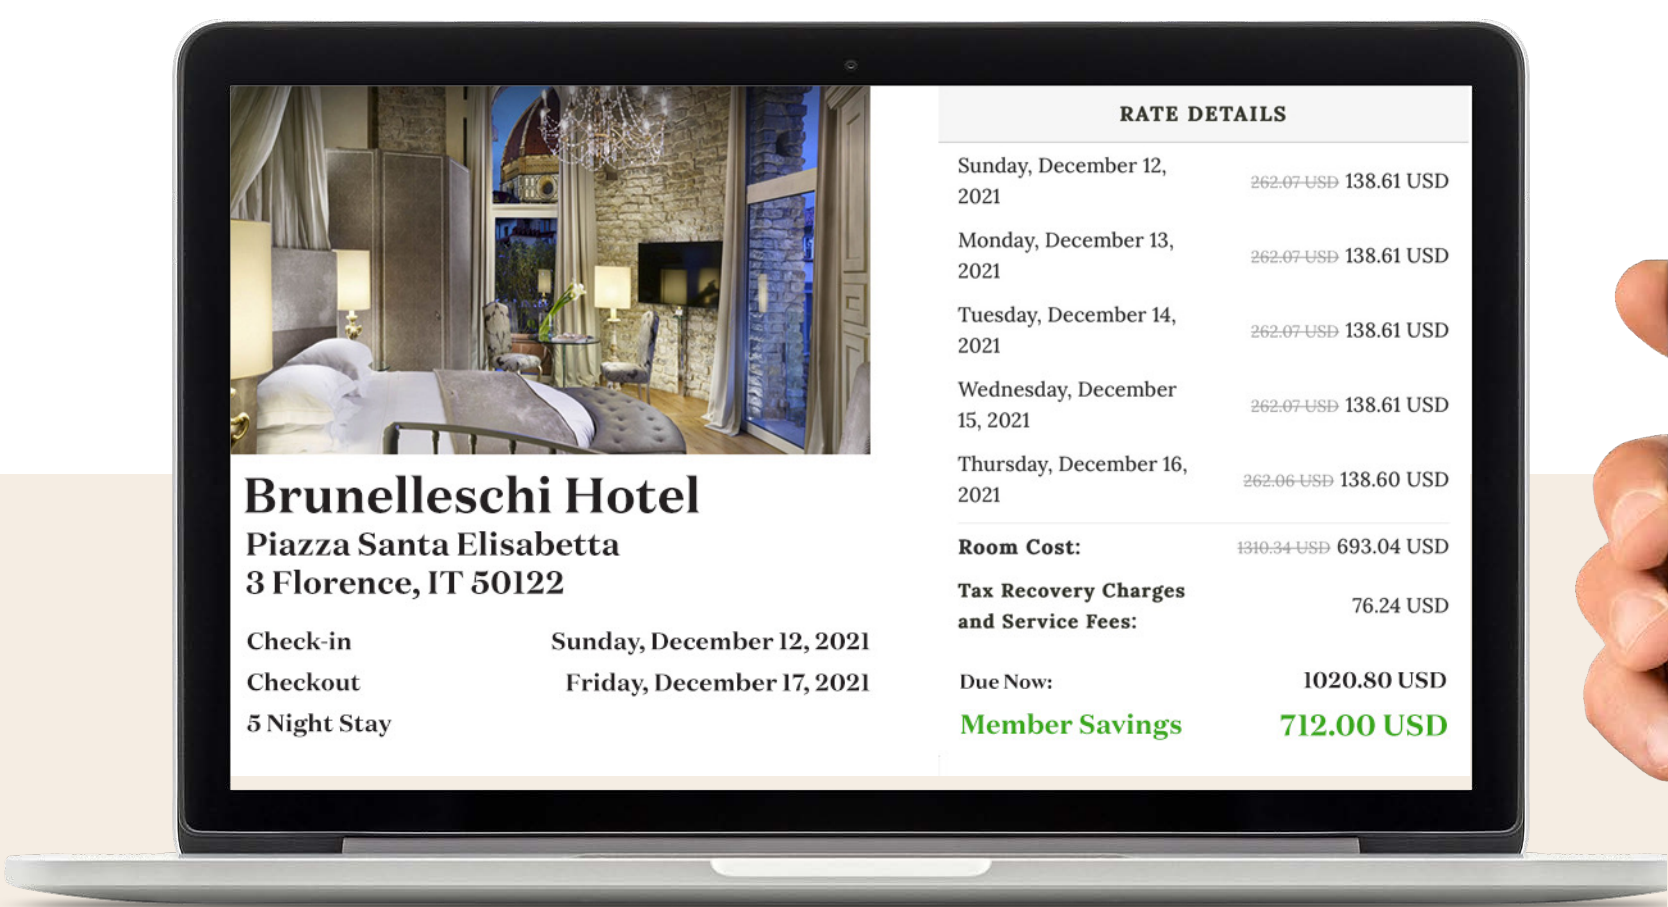 RATE DETAILS
Sunday, December 12,
2021
262.07 USD 138.61 USD
Monday, December 13,
2021
262.07 USD 138.61 USD
Tuesday, December 14,
2021
262.07 USD 138.61 USD
Wednesday, December
15, 2021
262.07 USD 138.61 USD
Thursday, December 16,
2021
262.06 USD 138.60 USD
Room Cost: 1310.34 USD 693.04 USD
Tax Recovery Charges
and Service Fees:
76.24 USD
Due Now: 1020.80 USD
Member Savings 712.00 USD
Brunelleschi Hotel
Piazza Santa Elisabetta
3 Florence, IT 50122
Check-in Sunday, December 12, 2021
Checkout Friday, December 17, 2021
5 Night Stay